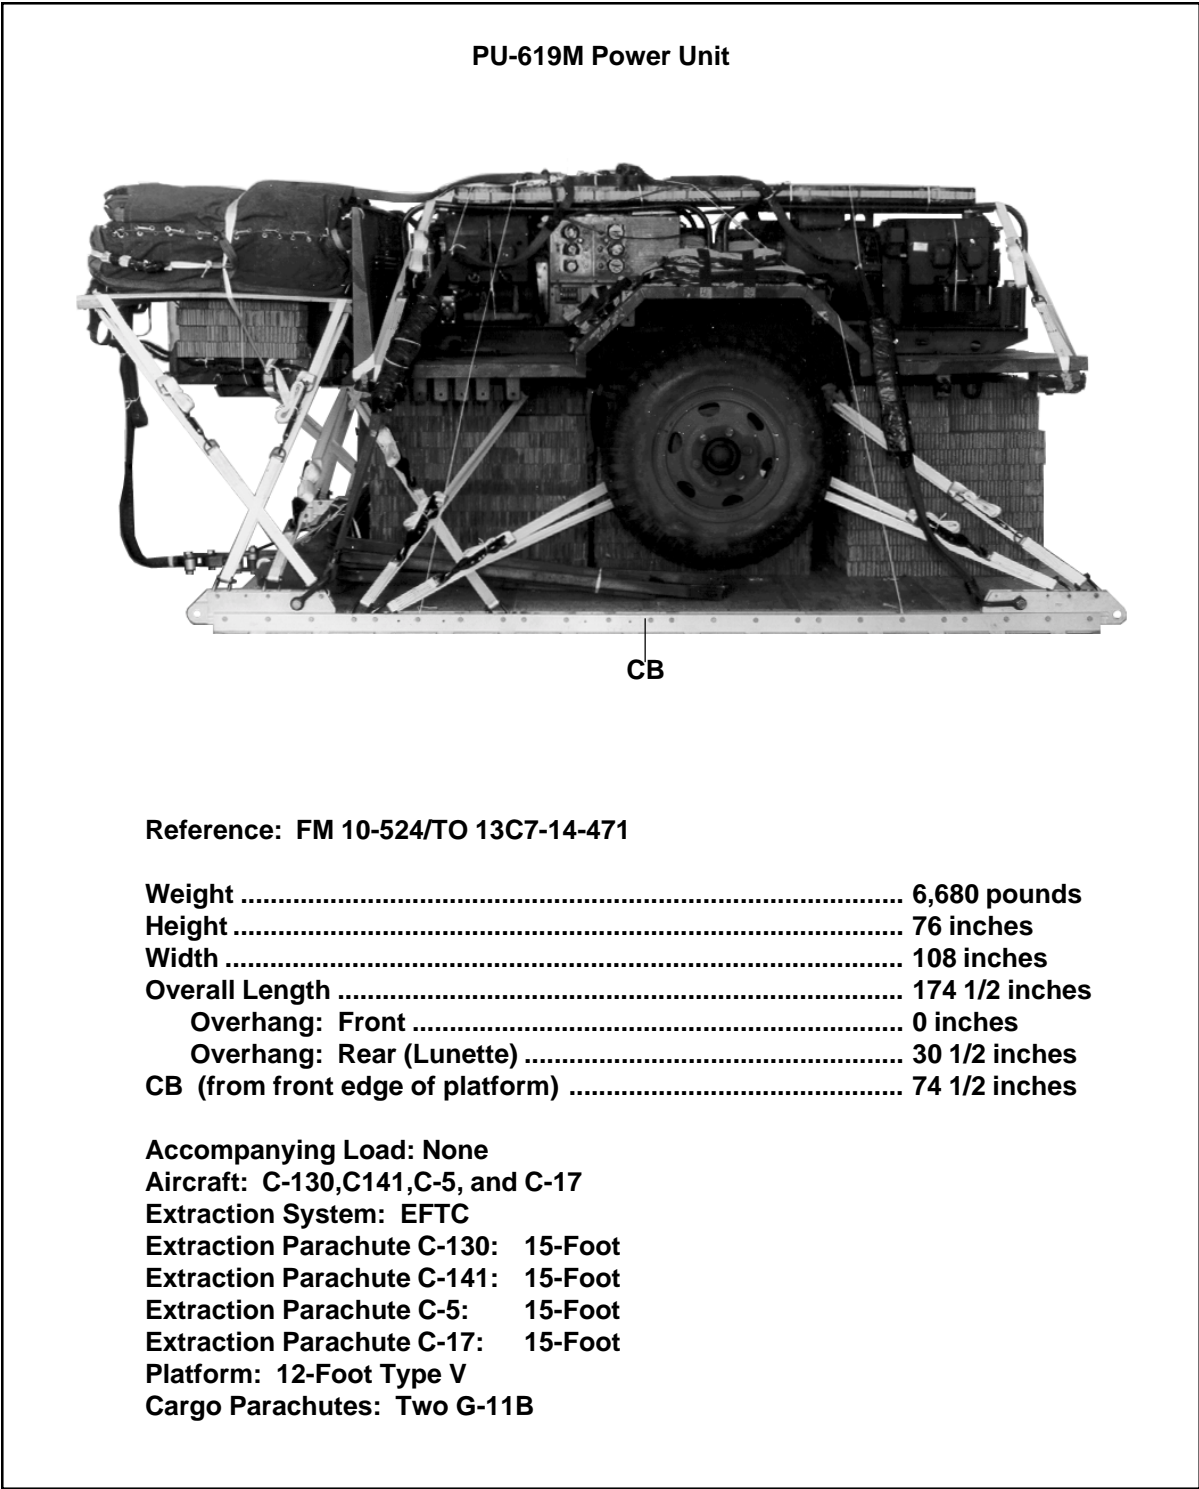 PU-619M Power Unit
CB
Reference: FM 10-524/TO 13C7-14-471
Weight ........................................................................................ 6,680 pounds
Height ......................................................................................... 76 inches
Width .......................................................................................... 108 inches
Overall Length ........................................................................... 174 1/2 inches
Overhang: Front ................................................................. 0 inches
Overhang: Rear (Lunette) .................................................. 30 1/2 inches
CB (from front edge of platform) ............................................ 74 1/2 inches
Accompanying Load: None
Aircraft: C-130,C141,C-5, and C-17
Extraction System: EFTC
Extraction Parachute C-130: 15-Foot
Extraction Parachute C-141: 15-Foot
Extraction Parachute C-5: 15-Foot
Extraction Parachute C-17: 15-Foot
Platform: 12-Foot Type V
Cargo Parachutes: Two G-11B